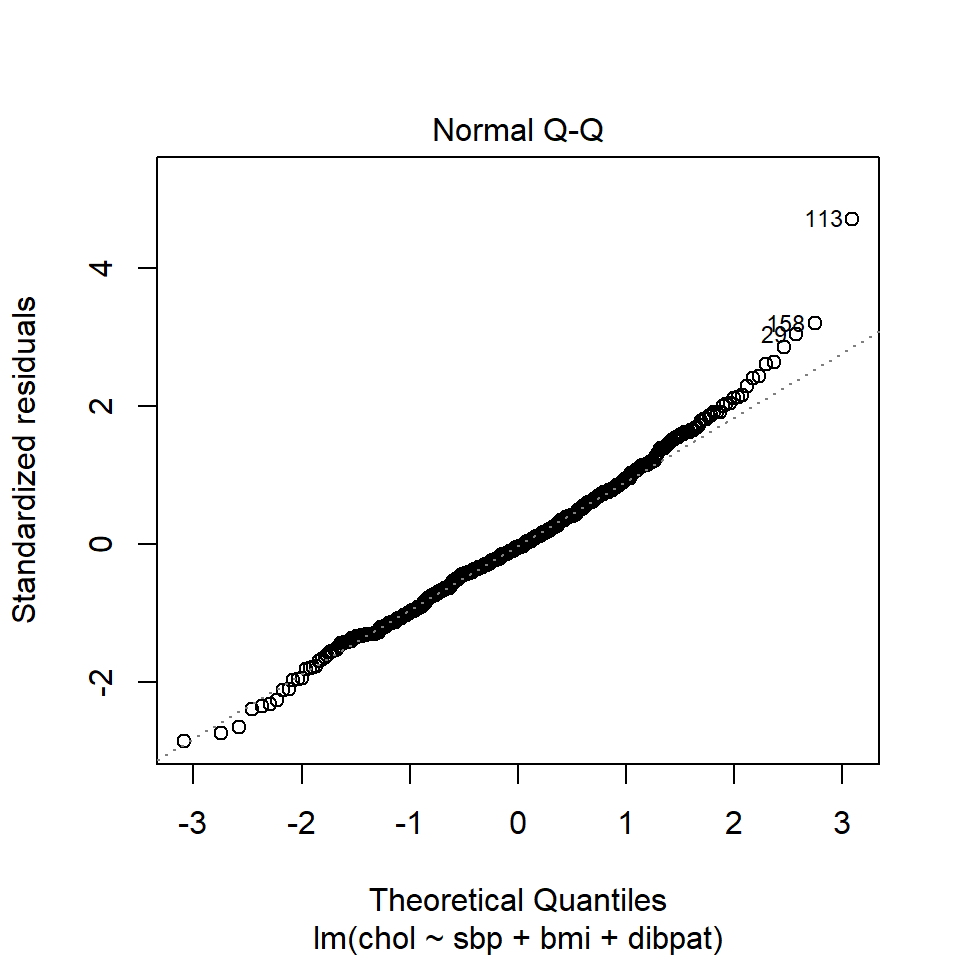 Normal Q-Q
Standardized residuals
4
2
0
-2
113
158
29
-3 -2 -1 0 1 2 3
Theoretical Quantiles
lm(chol ~ sbp + bmi + dibpat)